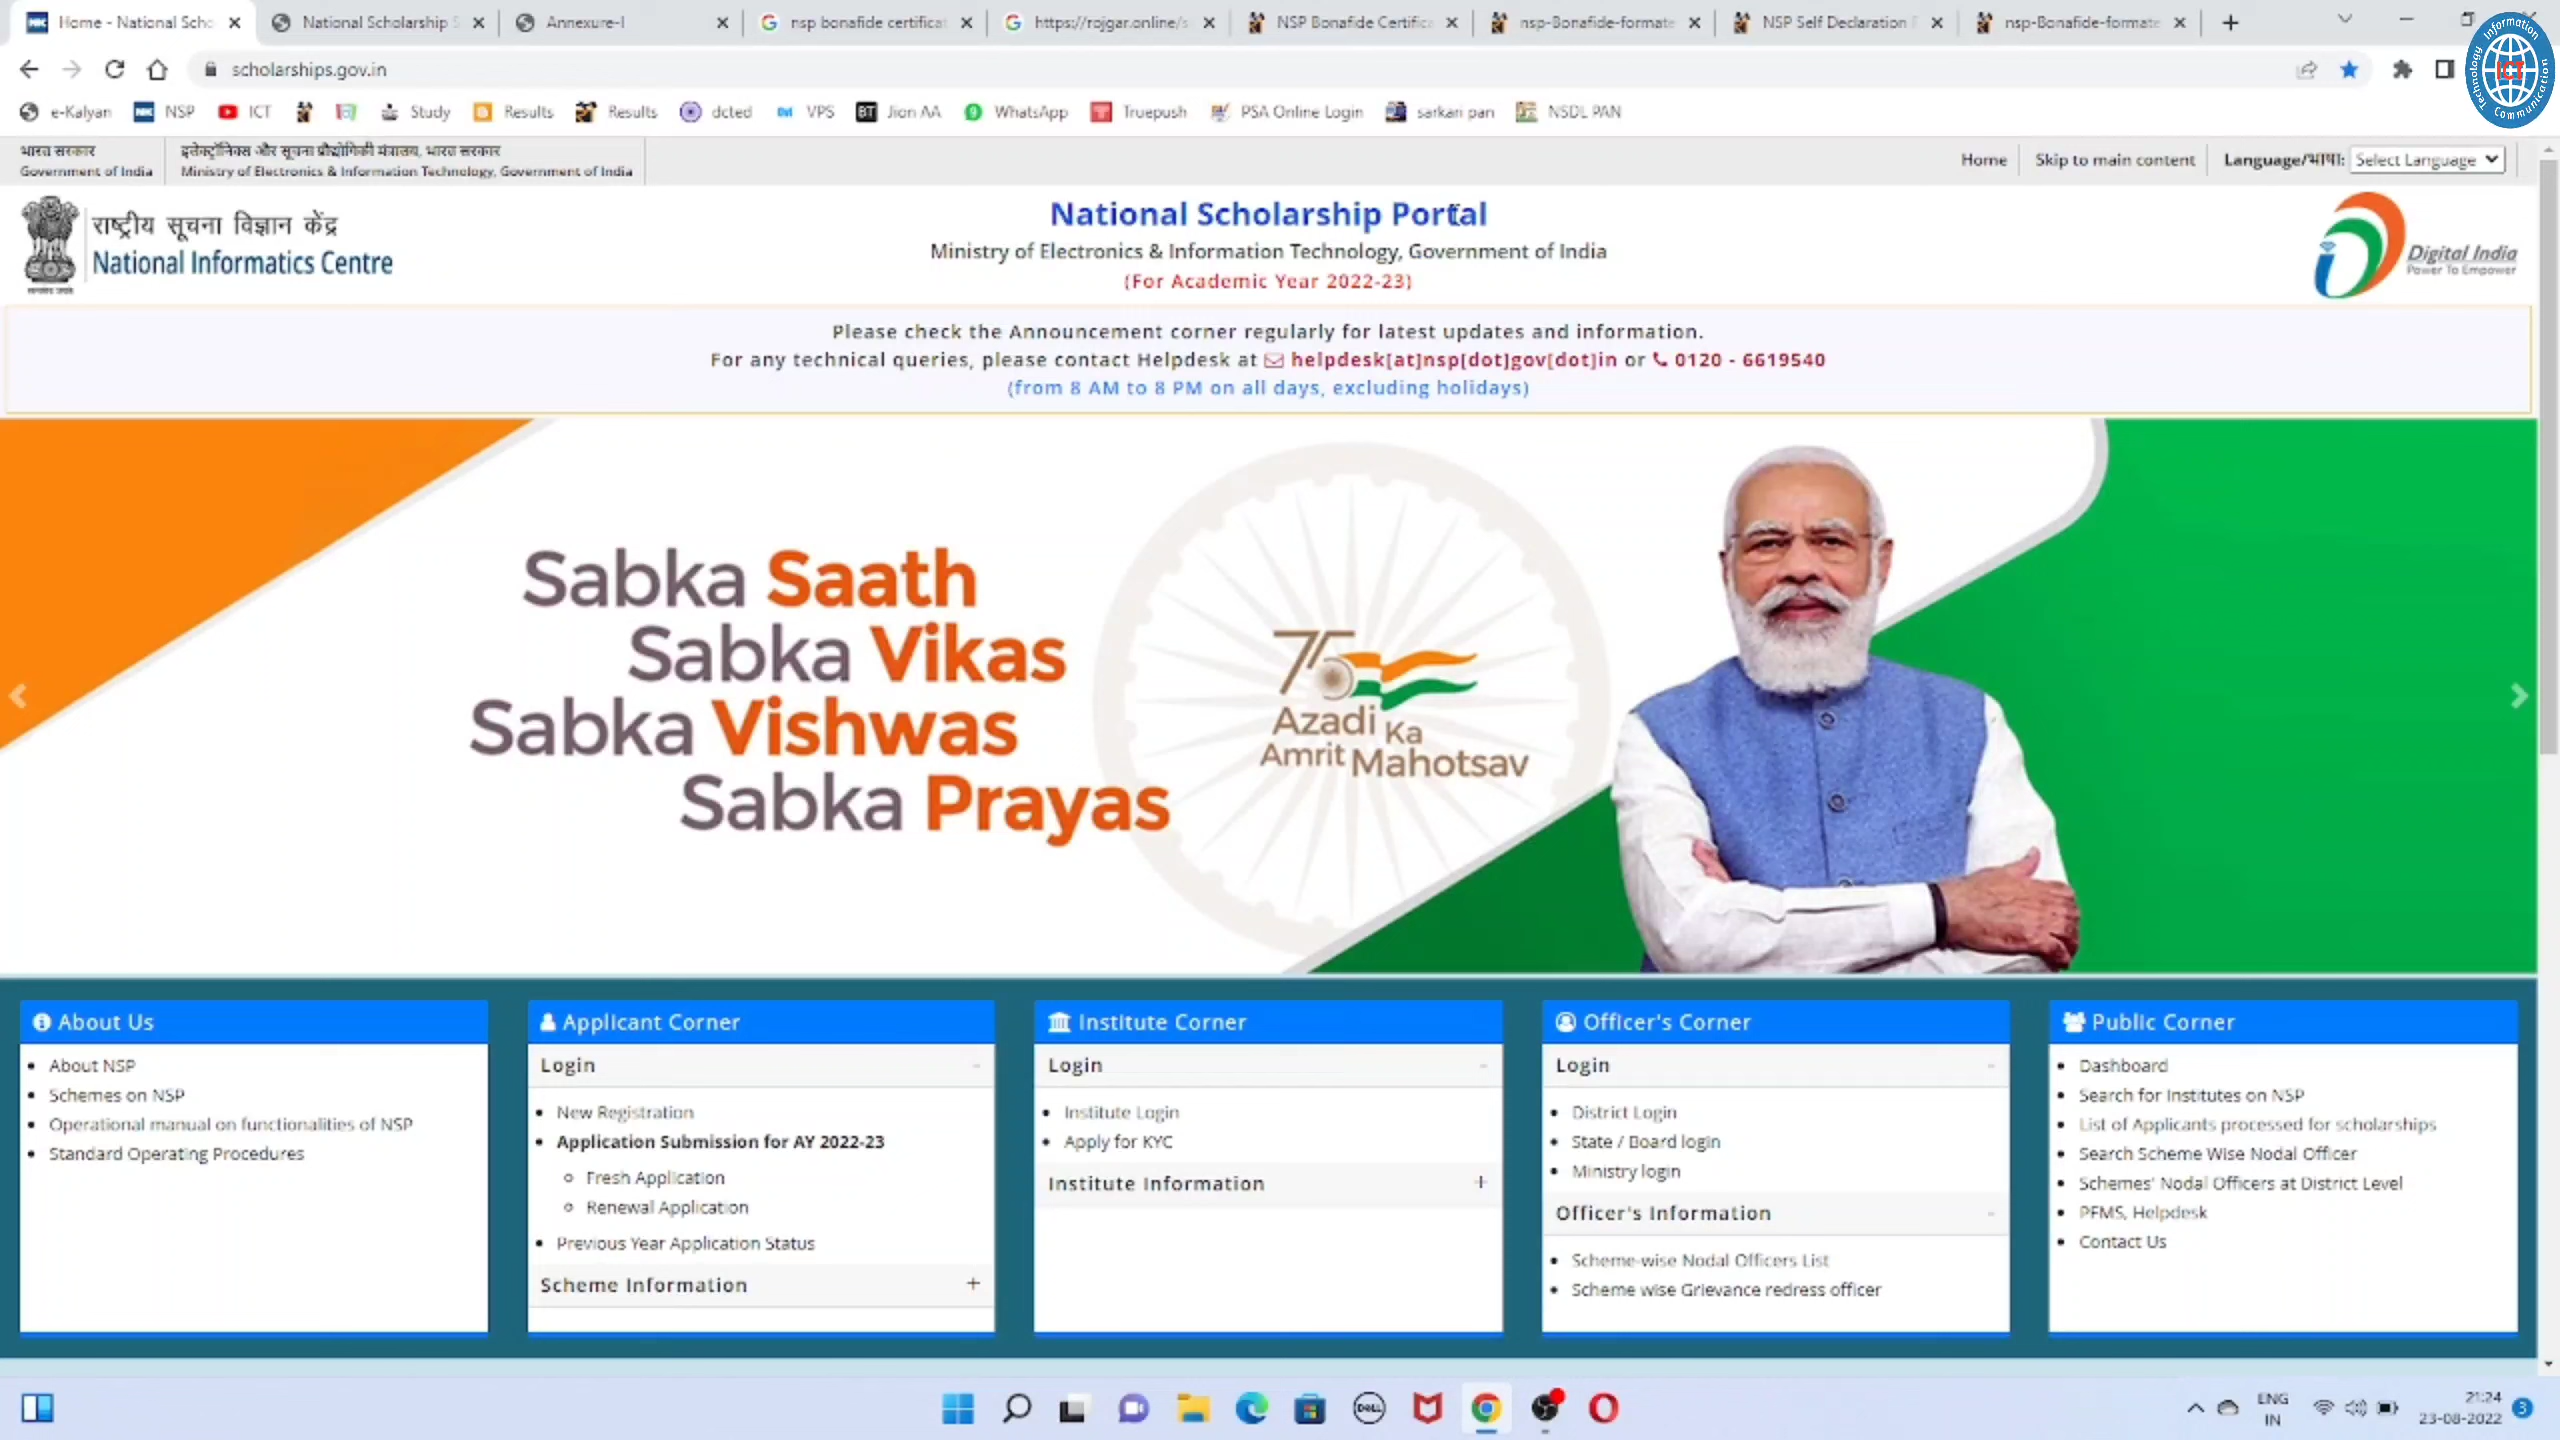 Home - National Scho
National Scholarship S
Annexure-I
nsp bonafide certificat
https://rojgar.online/s
NSP Bonafide Certific
nsp-Bonafide-formate
NSP Self Declaration F
nsp-Bonafide-formate
scholarships.gov.in
Information
Communication
Technology
ICT
e-Kalyan
NSP
ICT
Study
Results
Results
dcted
VPS
BT
Jion AA
WhatsApp
Truepush
PSA Online Login
sarkari pan
NSDL PAN
भारत सरकार
Government of India
इलेक्ट्रॉनिक्स और सूचना प्रौद्योगिकी मंत्रालय, भारत सरकार
Ministry of Electronics & Information Technology, Government of India
Home
Skip to main content
Language/भाषा:
Select Language
राष्ट्रीय सूचना विज्ञान केंद्र
National Informatics Centre
National Scholarship Portal
Ministry of Electronics & Information Technology, Government of India
(For Academic Year 2022-23)
Digital India
Power To Empower
Please check the Announcement corner regularly for latest updates and information.
For any technical queries, please contact Helpdesk at helpdesk[at]nsp[dot]gov[dot]in or 0120 - 6619540
(from 8 AM to 8 PM on all days, excluding holidays)
Sabka Saath
Sabka Vikas
Sabka Vishwas
Sabka Prayas
75
Azadi Ka
Amrit Mahotsav
About Us
About NSP
Schemes on NSP
Operational manual on functionalities of NSP
Standard Operating Procedures
Applicant Corner
Login -
New Registration
Application Submission for AY 2022-23
Fresh Application
Renewal Application
Previous Year Application Status
Scheme Information +
Institute Corner
Login -
Institute Login
Apply for KYC
Institute Information +
Officer's Corner
Login -
District Login
State / Board login
Ministry login
Officer's Information -
Scheme-wise Nodal Officers List
Scheme wise Grievance redress officer
Public Corner
Dashboard
Search for Institutes on NSP
List of Applicants processed for scholarships
Search Scheme Wise Nodal Officer
Schemes' Nodal Officers at District Level
PFMS, Helpdesk
Contact Us
DELL
ENG
IN
21:24
23-08-2022
3